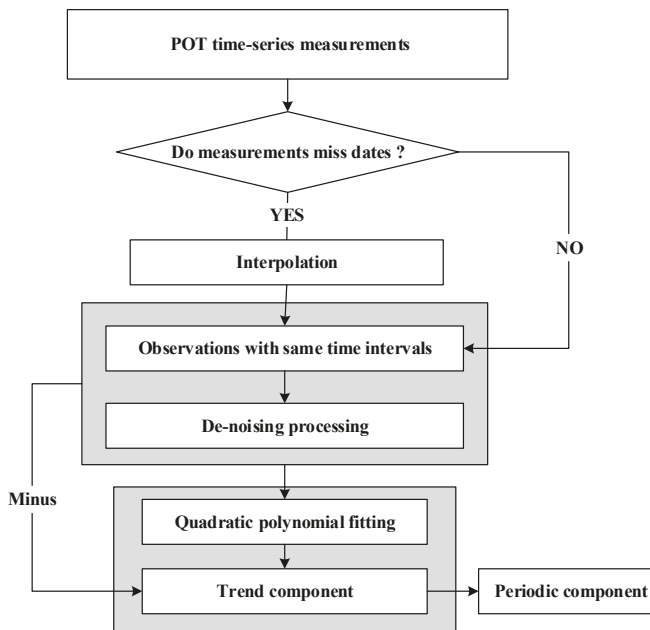 POT time-series measurements
Do measurements miss dates ?
YES
NO
Interpolation
Observations with same time intervals
De-noising processing
Minus
Quadratic polynomial fitting
Trend component
Periodic component